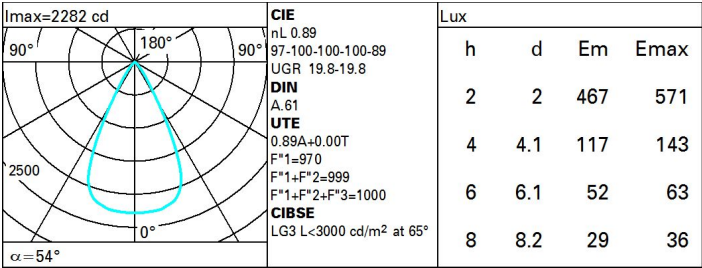 Imax=2282 cd
90°
180°
90°
2500
0°
α=54°
CIE
nL 0.89
97-100-100-100-89
UGR 19.8-19.8
DIN
A.61
UTE
0.89A+0.00T
F"1=970
F"1+F"2=999
F"1+F"2+F"3=1000
CIBSE
LG3 L<3000 cd/m² at 65°
Lux
h d Em Emax
2 2 467 571
4 4.1 117 143
6 6.1 52 63
8 8.2 29 36